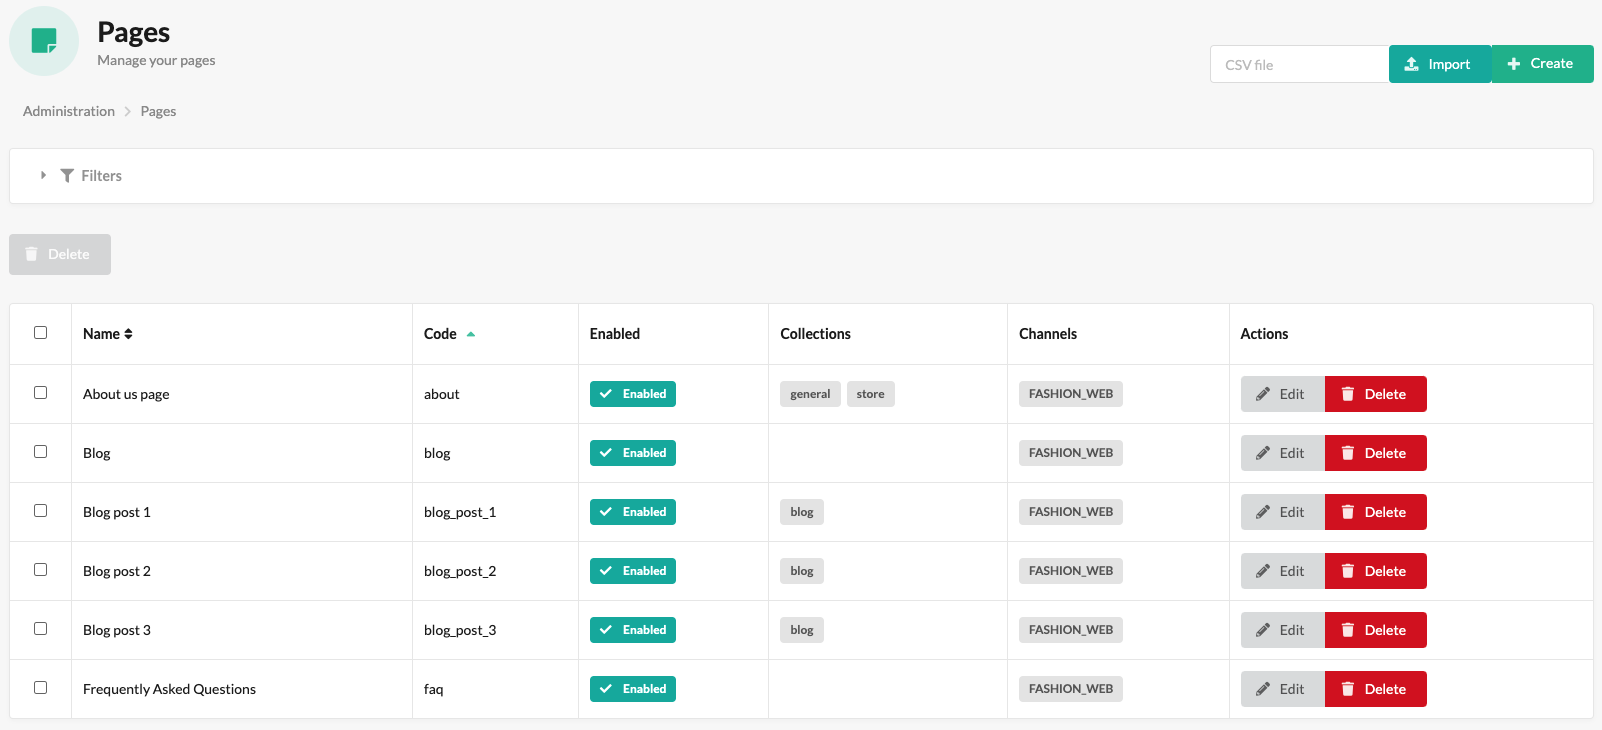 Pages
Manage your pages
CSV file Import Create
Administration Pages
Filters
Delete
Name Code Enabled Collections Channels Actions
About us page about Enabled general store FASHION_WEB Edit Delete
Blog blog Enabled FASHION_WEB Edit Delete
Blog post 1 blog_post_1 Enabled blog FASHION_WEB Edit Delete
Blog post 2 blog_post_2 Enabled blog FASHION_WEB Edit Delete
Blog post 3 blog_post_3 Enabled blog FASHION_WEB Edit Delete
Frequently Asked Questions faq Enabled FASHION_WEB Edit Delete